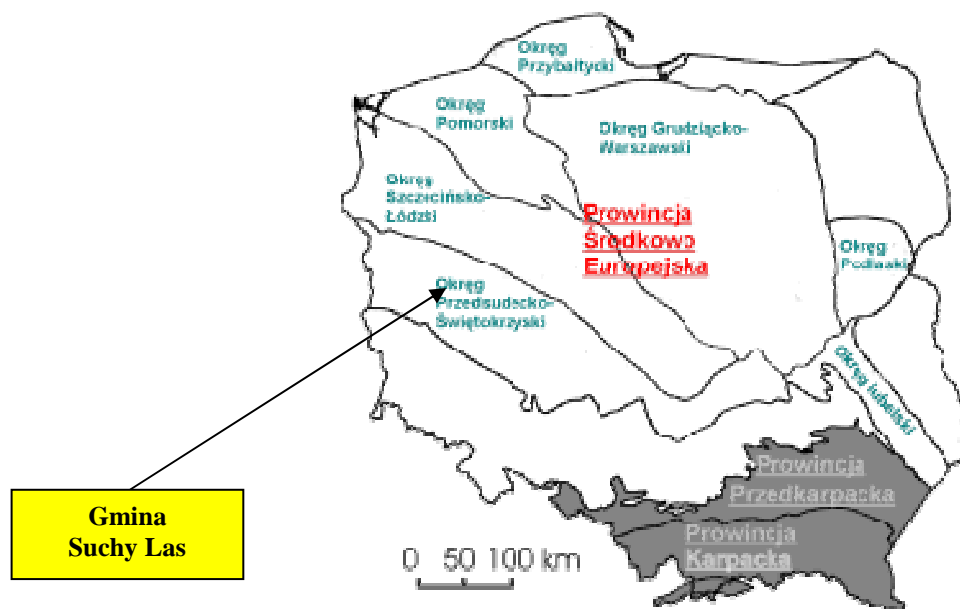 Okręg
Przybałtycki
Okręg
Pomorski
Okręg Grudziącko-
Warszawski
Okręg
Szczecińsko-
Łódzki
Prowincja
Środkowo
Europejska
Okręg
Podlaski
Okręg
Przedsudecko-
Świętokrzyski
Okręg lubelski
Prowincja
Przedkarpacka
Gmina
Suchy Las
Prowincja
Karpacka
0 50 100 km